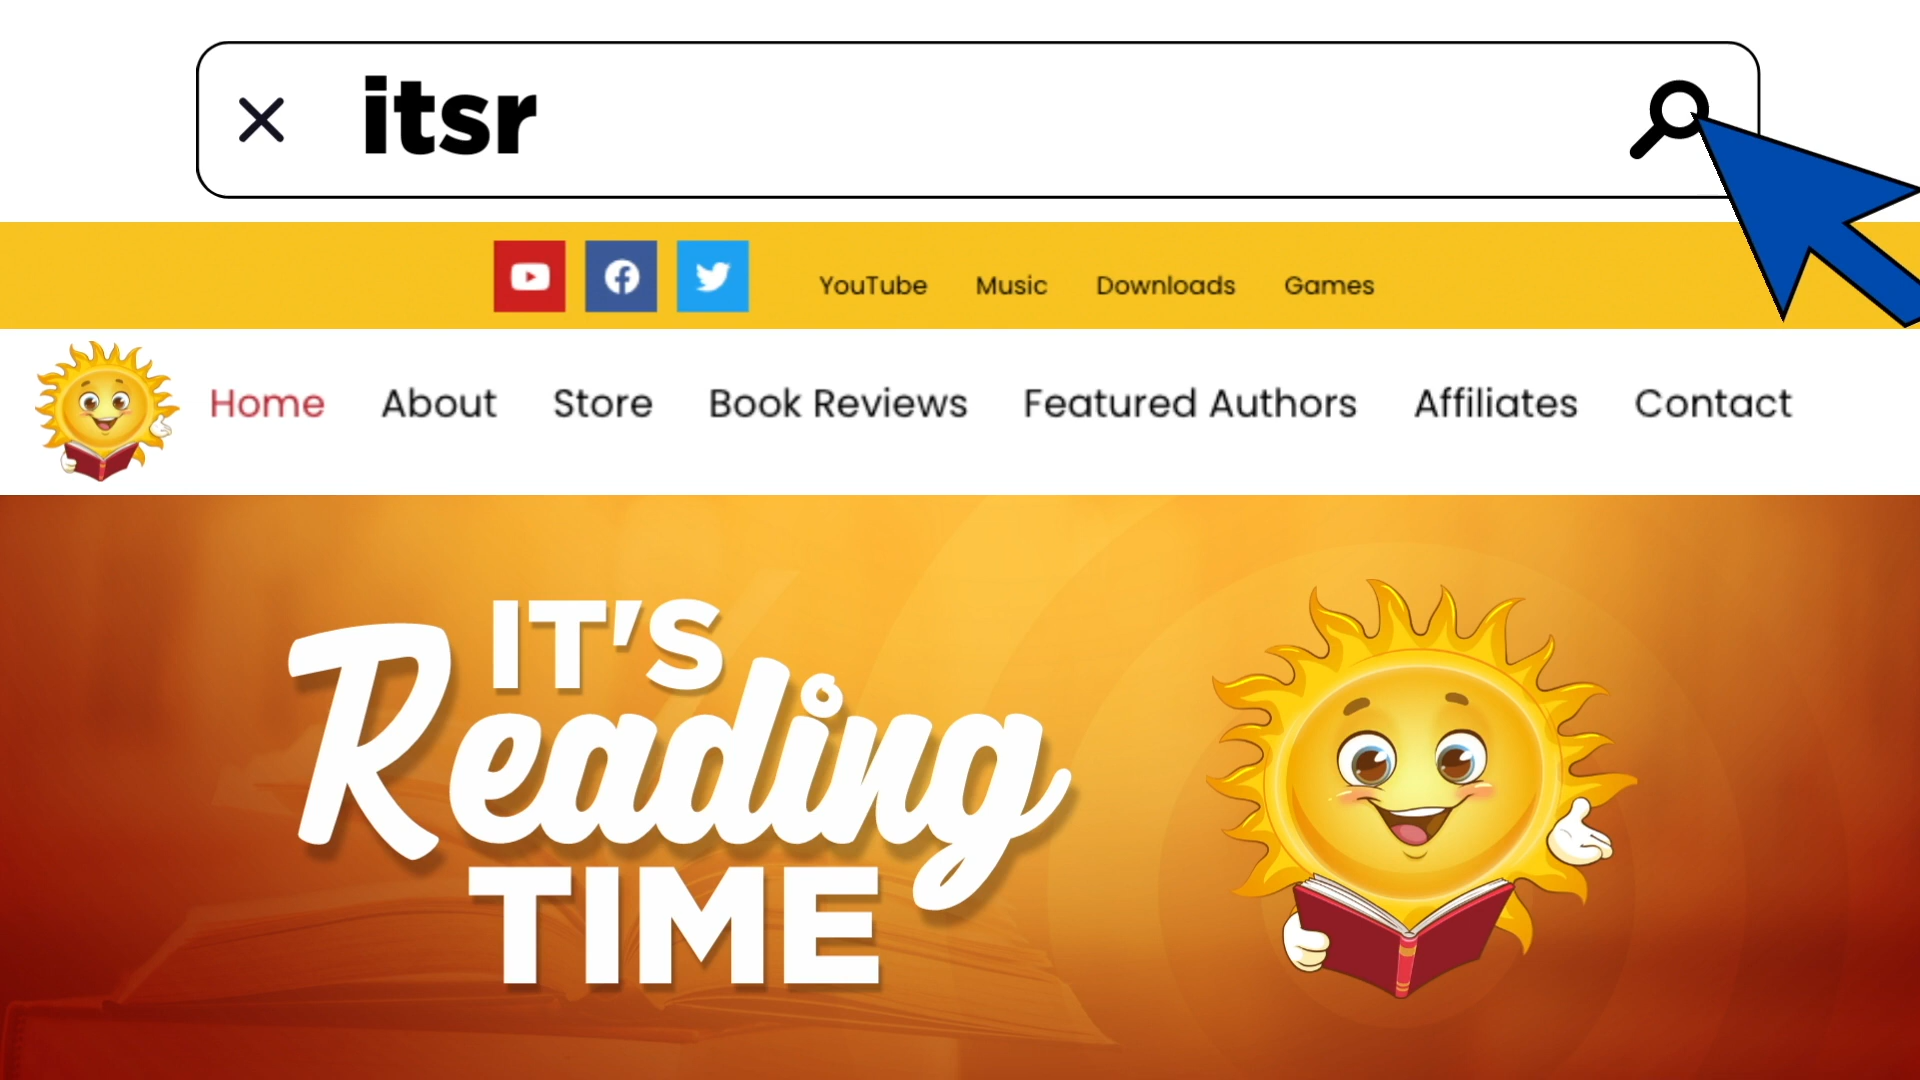 itsr
YouTube Music Downloads Games
Home About Store Book Reviews Featured Authors Affiliates Contact
IT'S
Reading
TIME